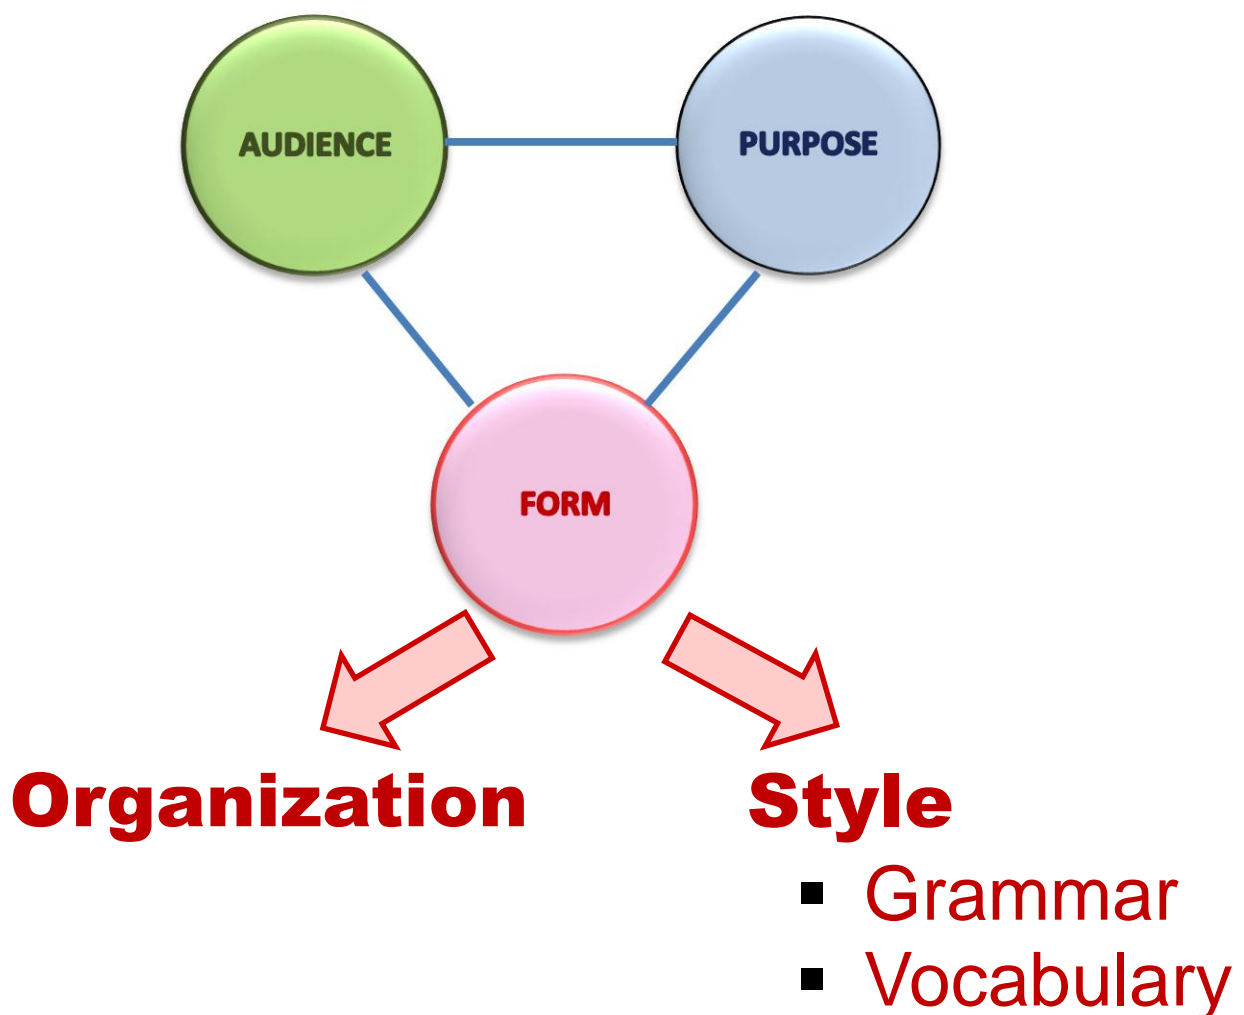 AUDIENCE
PURPOSE
FORM
Organization
Style
▪ Grammar
▪ Vocabulary